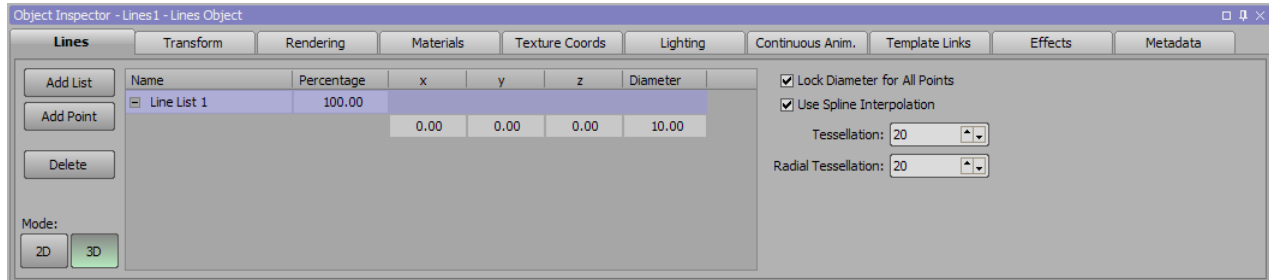 Object Inspector - Lines1 - Lines Object
Lines Transform Rendering Materials Texture Coords Lighting Continuous Anim. Template Links Effects Metadata
Add List
Add Point
Delete
Mode:
2D 3D
Name Percentage x y z Diameter
Line List 1 100.00
0.00 0.00 0.00 10.00
Lock Diameter for All Points
Use Spline Interpolation
Tessellation: 20
Radial Tessellation: 20